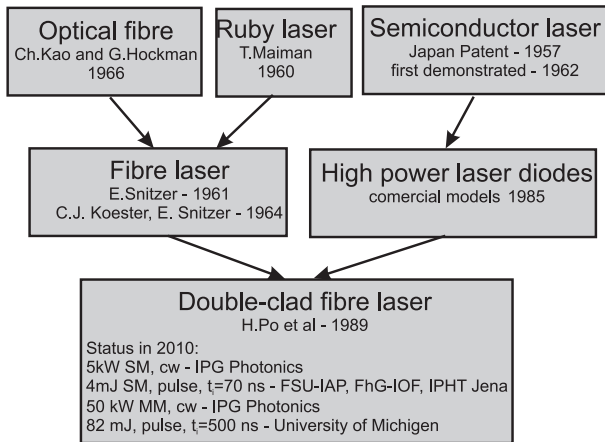 Optical fibre
Ch.Kao and G.Hockman
1966
Ruby laser
T.Maiman
1960
Semiconductor laser
Japan Patent - 1957
first demonstrated - 1962
Fibre laser
E.Snitzer - 1961
C.J. Koester, E. Snitzer - 1964
High power laser diodes
comercial models 1985
Double-clad fibre laser
H.Po et al - 1989
Status in 2010:
5kW SM, cw - IPG Photonics
4mJ SM, pulse, tᵢ=70 ns - FSU-IAP, FhG-IOF, IPHT Jena
50 kW MM, cw - IPG Photonics
82 mJ, pulse, tᵢ=500 ns - University of Michigen